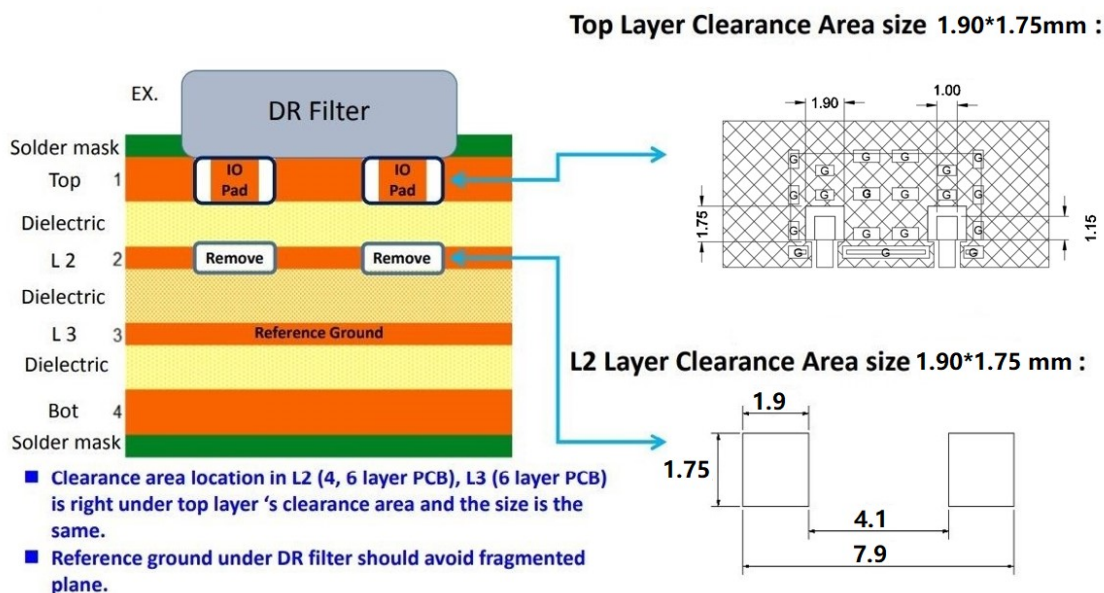 Top Layer Clearance Area size 1.90*1.75mm :
EX.
DR Filter
Solder mask
Top 1
IO Pad
IO Pad
Dielectric
L 2 2
Remove
Remove
Dielectric
L 3 3
Reference Ground
Dielectric
Bot 4
Solder mask
1.90
1.00
G G G G
G G
G G G G
G G G G
G G G
1.75
1.15
L2 Layer Clearance Area size 1.90*1.75 mm :
1.9
1.75
4.1
7.9
Clearance area location in L2 (4, 6 layer PCB), L3 (6 layer PCB)
is right under top layer ‘s clearance area and the size is the
same.
Reference ground under DR filter should avoid fragmented
plane.